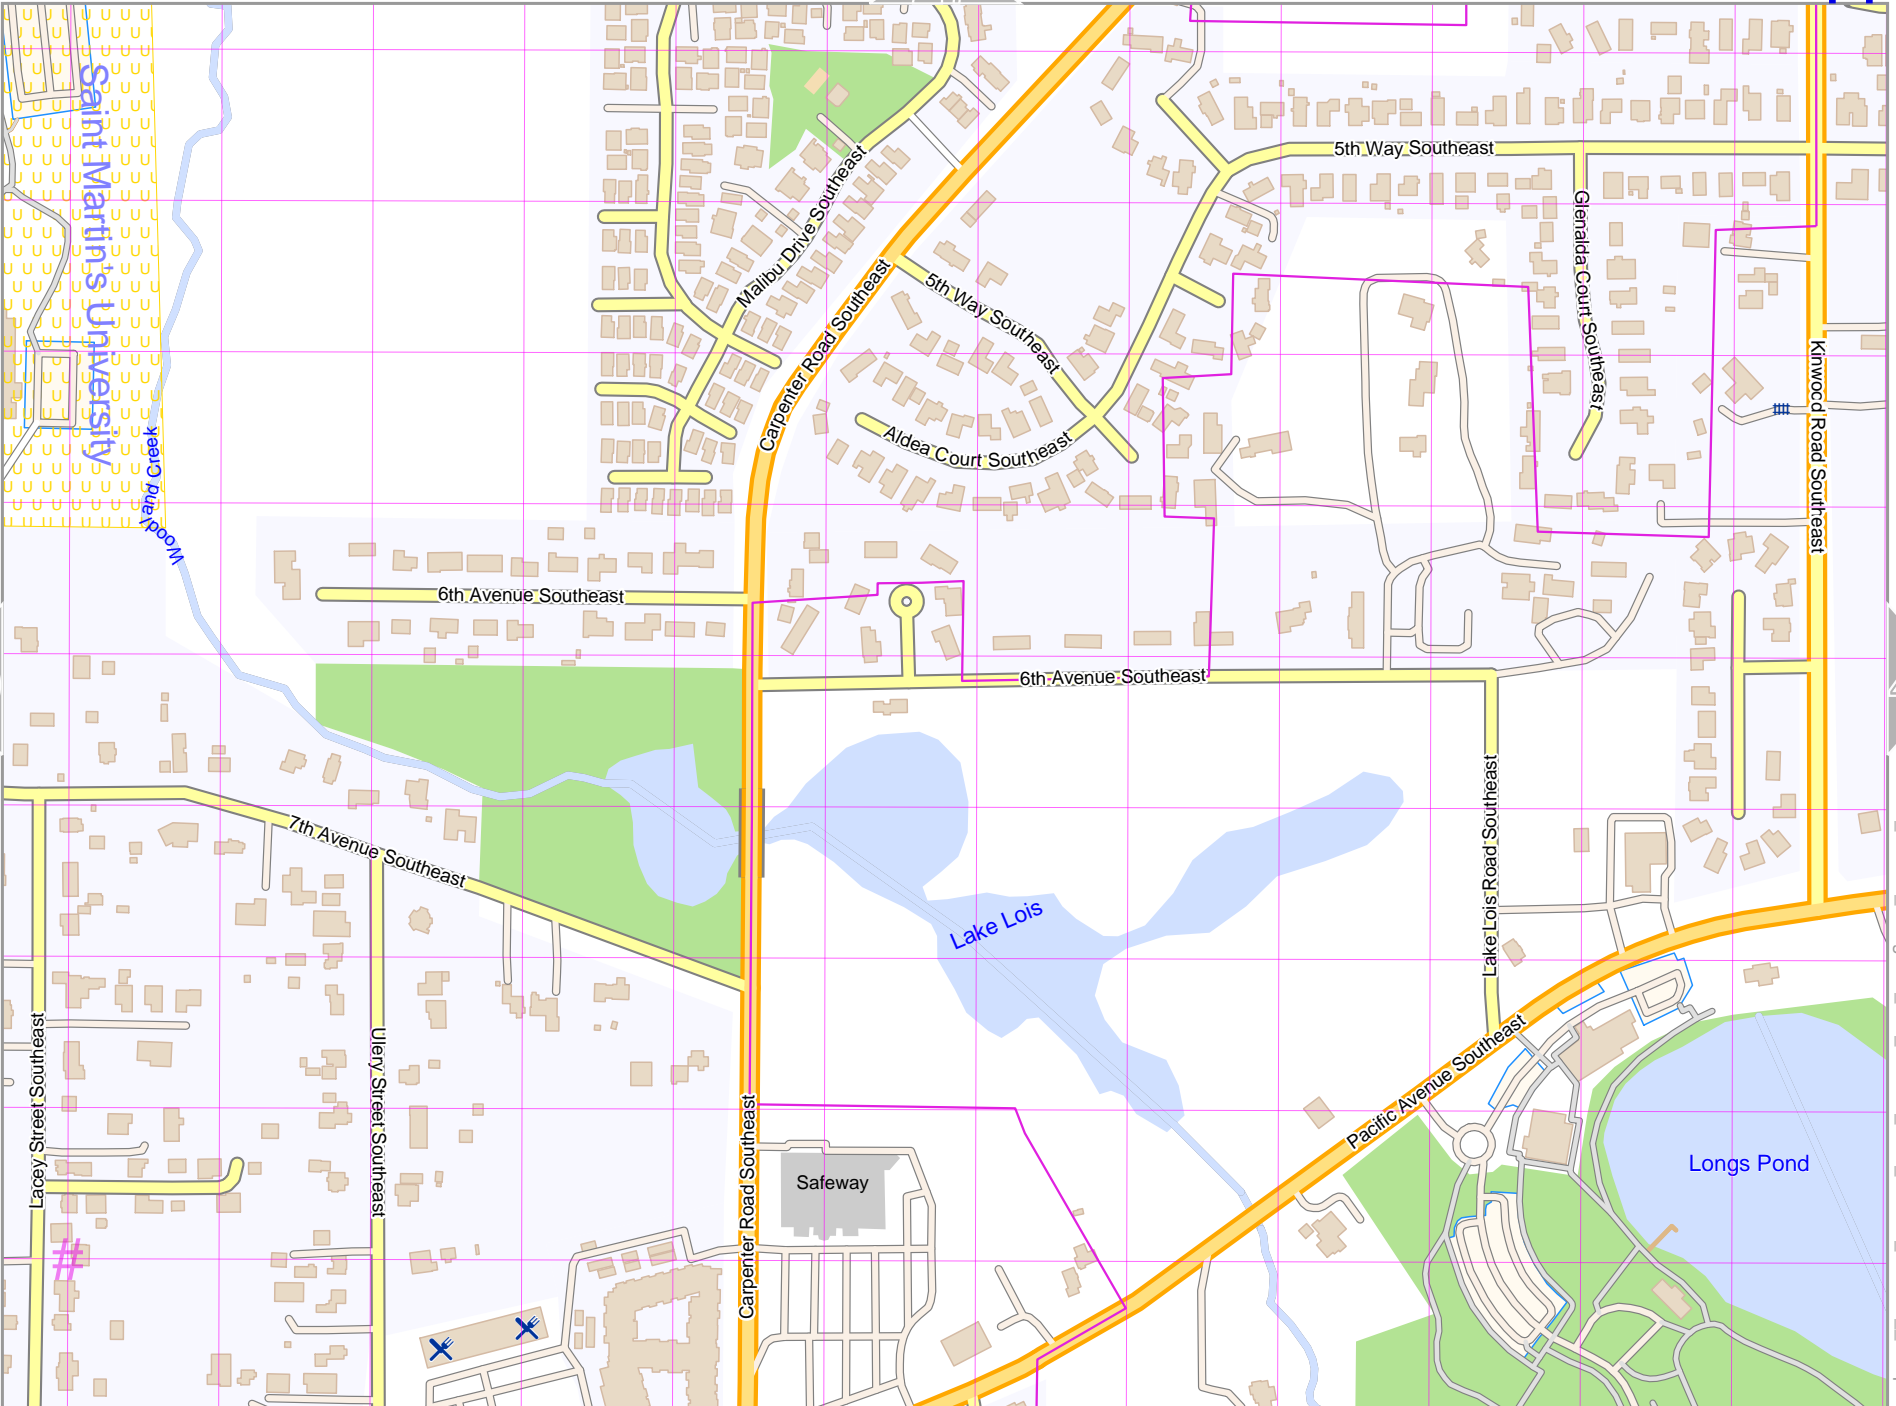 Saint Martin's University
Woodland Creek
Malibu Drive Southeast
Carpenter Road Southeast
5th Way Southeast
5th Way Southeast
Glenalda Court Southeast
Aldea Court Southeast
Kinwood Road Southeast
6th Avenue Southeast
6th Avenue Southeast
7th Avenue Southeast
Lake Lois
Lake Lois Road Southeast
Lacey Street Southeast
Ulery Street Southeast
Carpenter Road Southeast
Safeway
Pacific Avenue Southeast
Longs Pond
#